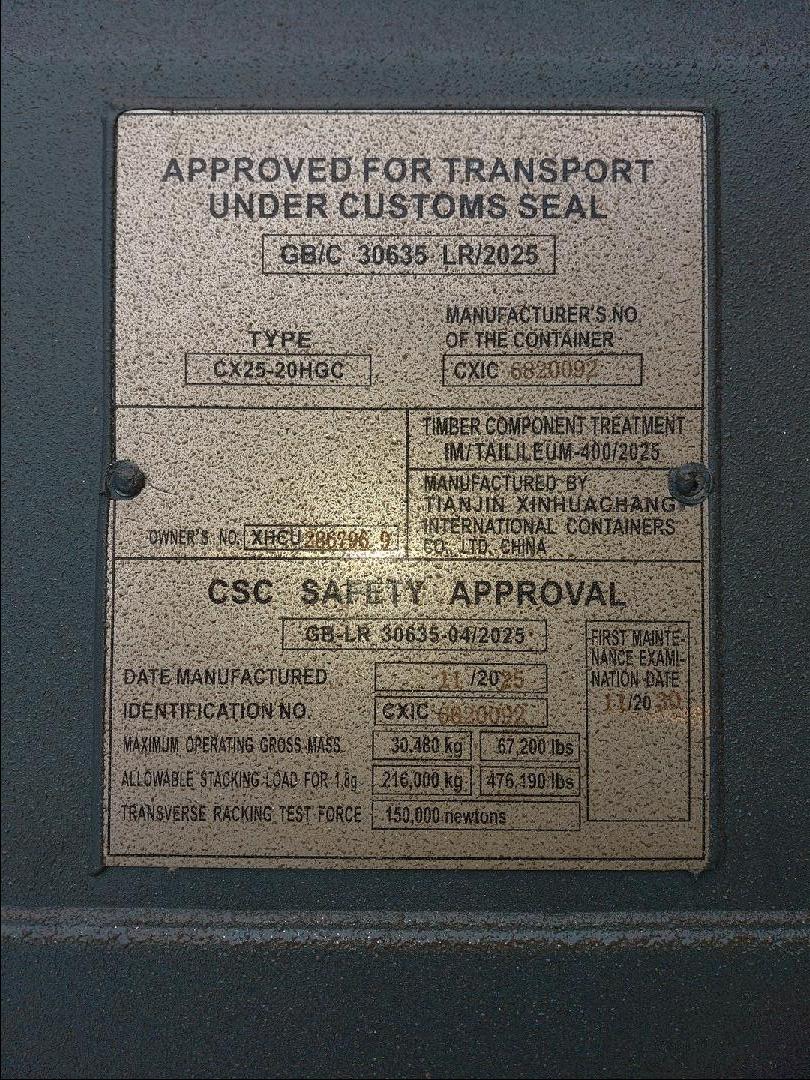 APPROVED FOR TRANSPORT
UNDER CUSTOMS SEAL
GB/C 30635 LR/2025
TYPE
CX25-20HGC
MANUFACTURER'S NO.
OF THE CONTAINER
CXIC 6820092
TIMBER COMPONENT TREATMENT
IM/TAILILEUM-400/2025
MANUFACTURED BY
TIANJIN XINHUACHANG
INTERNATIONAL CONTAINERS
CO., LTD. CHINA
OWNER'S NO. XHCU
CSC SAFETY APPROVAL
GB-LR 30635-04/2025
DATE MANUFACTURED 11/2025
IDENTIFICATION NO. CXIC 6820092
MAXIMUM OPERATING GROSS MASS 30,480 kg 67,200 lbs
ALLOWABLE STACKING LOAD FOR 1.8g 216,000 kg 476,190 lbs
TRANSVERSE RACKING TEST FORCE 150,000 newtons
FIRST MAINTE-
NANCE EXAMI-
NATION DATE
11/2030